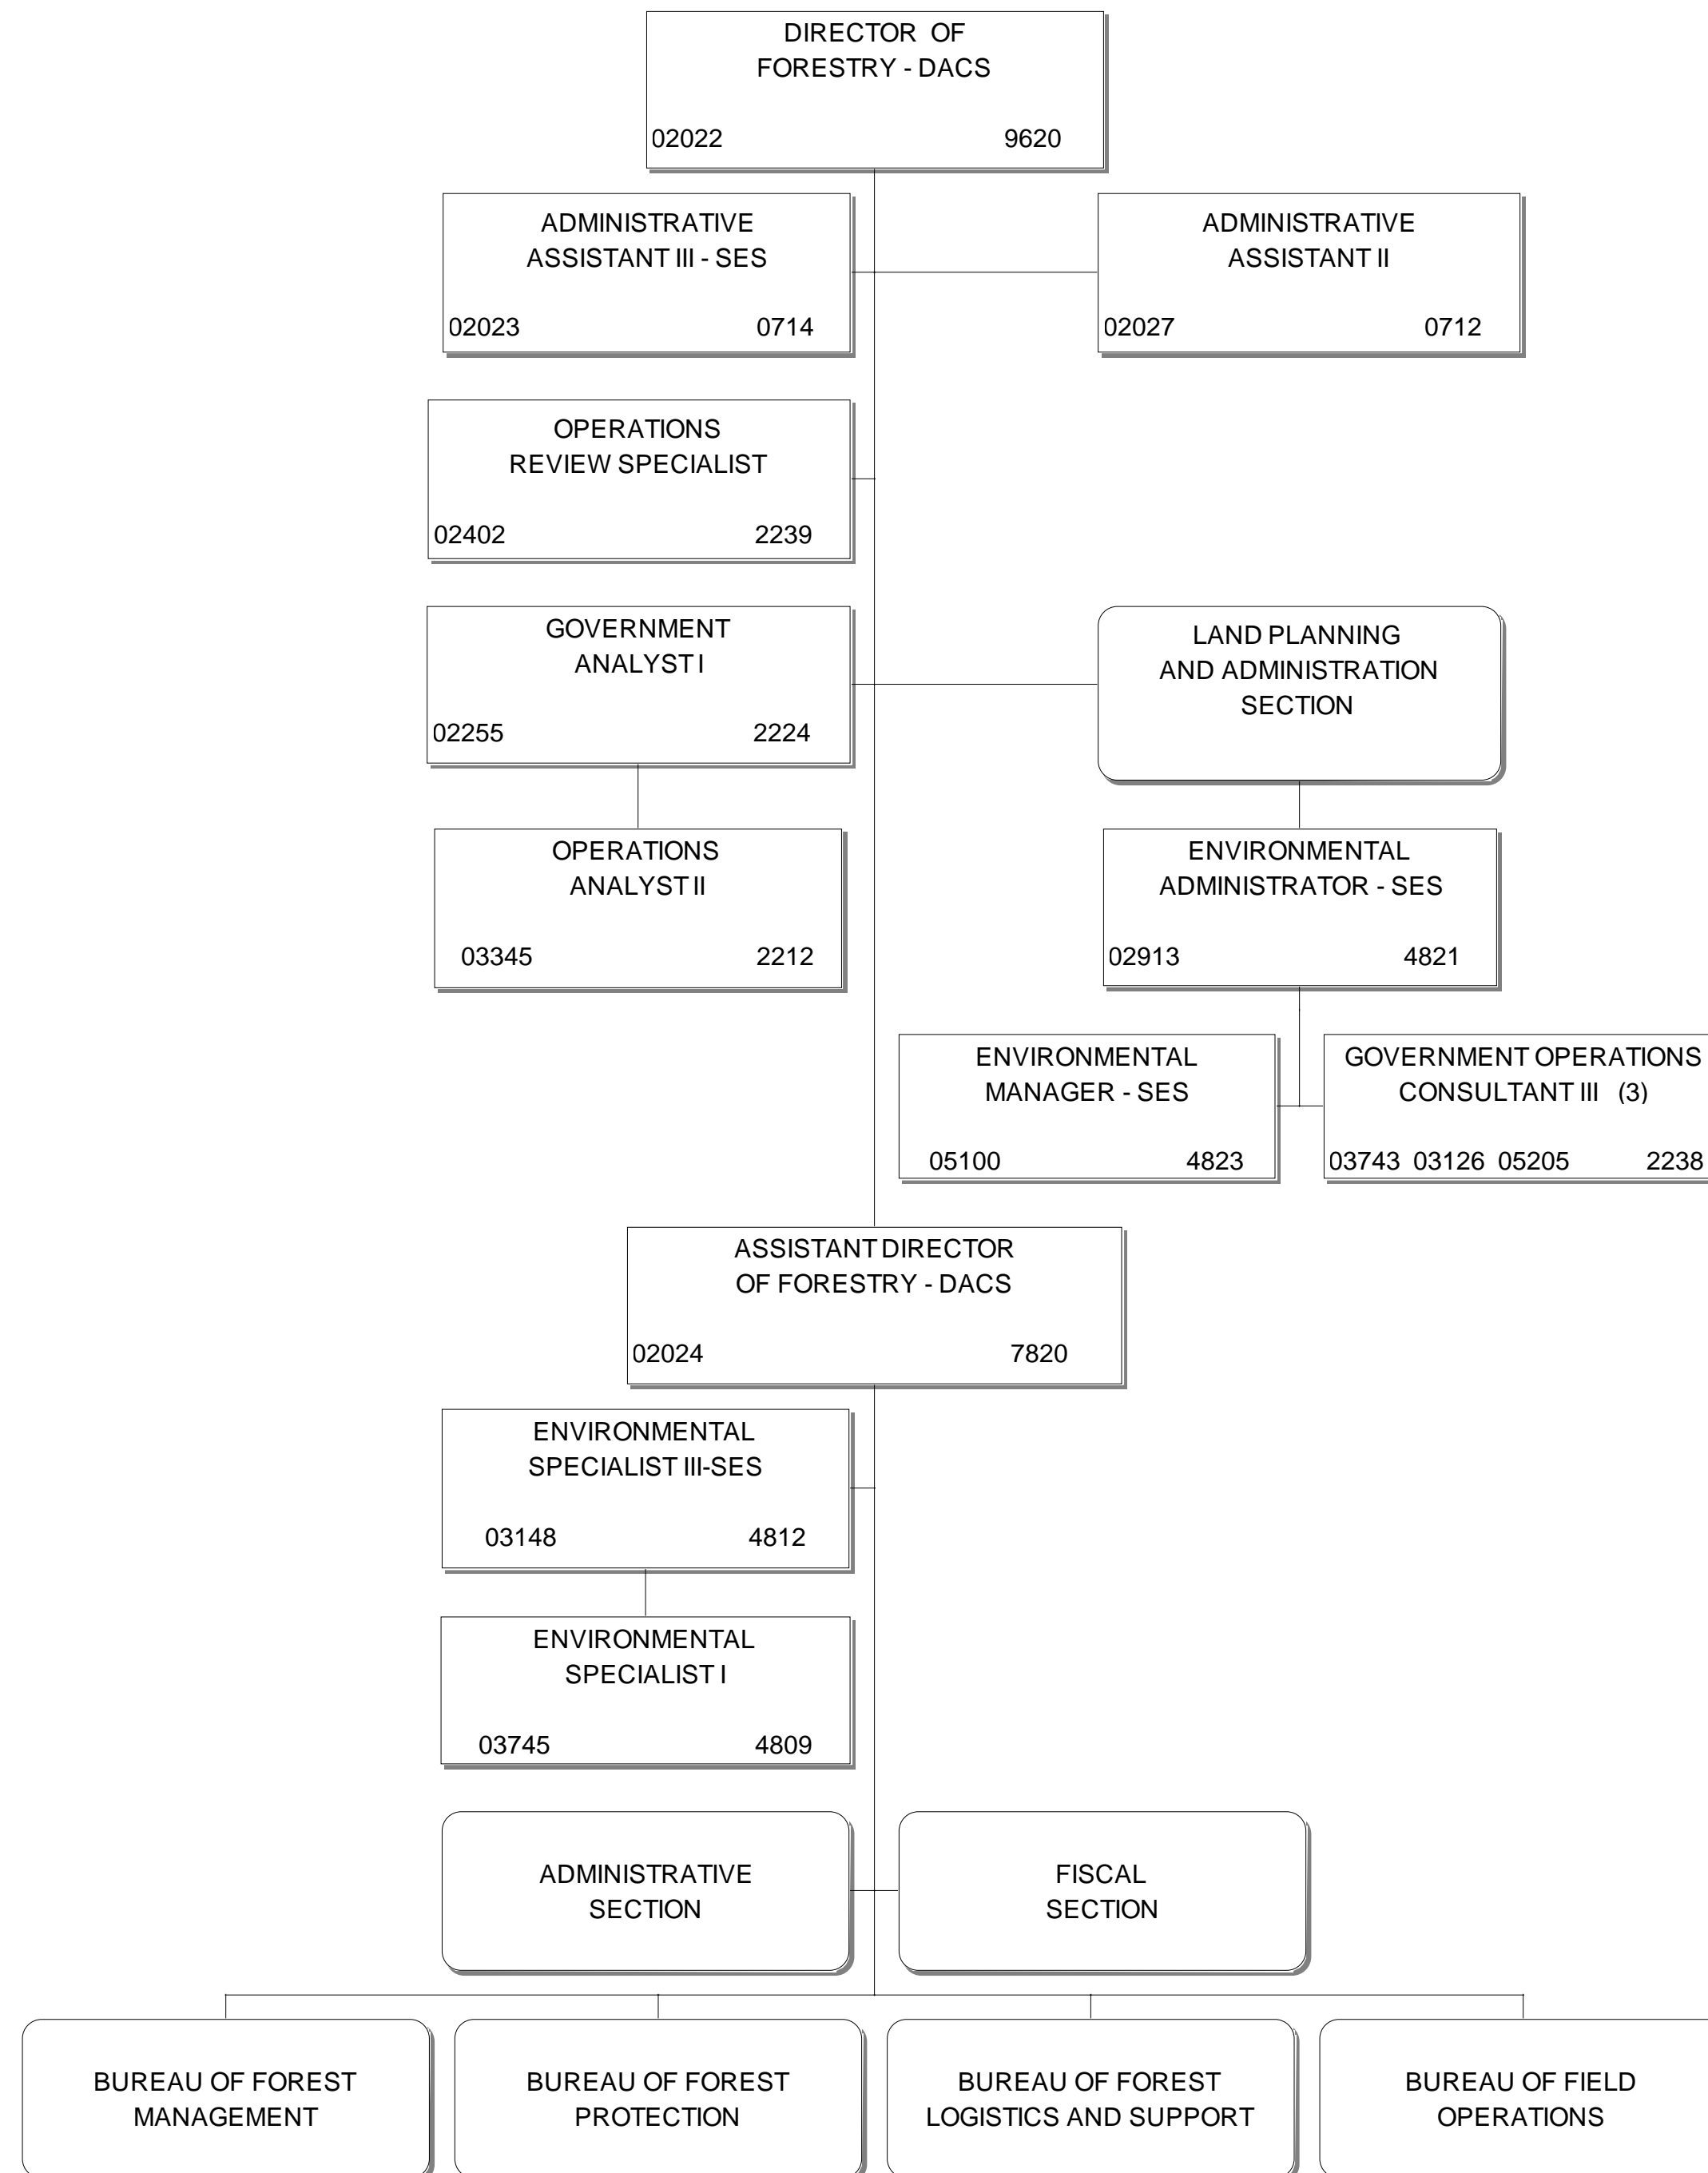 DIRECTOR OF
FORESTRY - DACS
02022 9620
ADMINISTRATIVE
ASSISTANT III - SES
02023 0714
ADMINISTRATIVE
ASSISTANT II
02027 0712
OPERATIONS
REVIEW SPECIALIST
02402 2239
GOVERNMENT
ANALYST I
02255 2224
LAND PLANNING
AND ADMINISTRATION
SECTION
OPERATIONS
ANALYST II
03345 2212
ENVIRONMENTAL
ADMINISTRATOR - SES
02913 4821
ENVIRONMENTAL
MANAGER - SES
05100 4823
GOVERNMENT OPERATIONS
CONSULTANT III (3)
03743 03126 05205 2238
ASSISTANT DIRECTOR
OF FORESTRY - DACS
02024 7820
ENVIRONMENTAL
SPECIALIST III-SES
03148 4812
ENVIRONMENTAL
SPECIALIST I
03745 4809
ADMINISTRATIVE
SECTION
FISCAL
SECTION
BUREAU OF FOREST
MANAGEMENT
BUREAU OF FOREST
PROTECTION
BUREAU OF FOREST
LOGISTICS AND SUPPORT
BUREAU OF FIELD
OPERATIONS